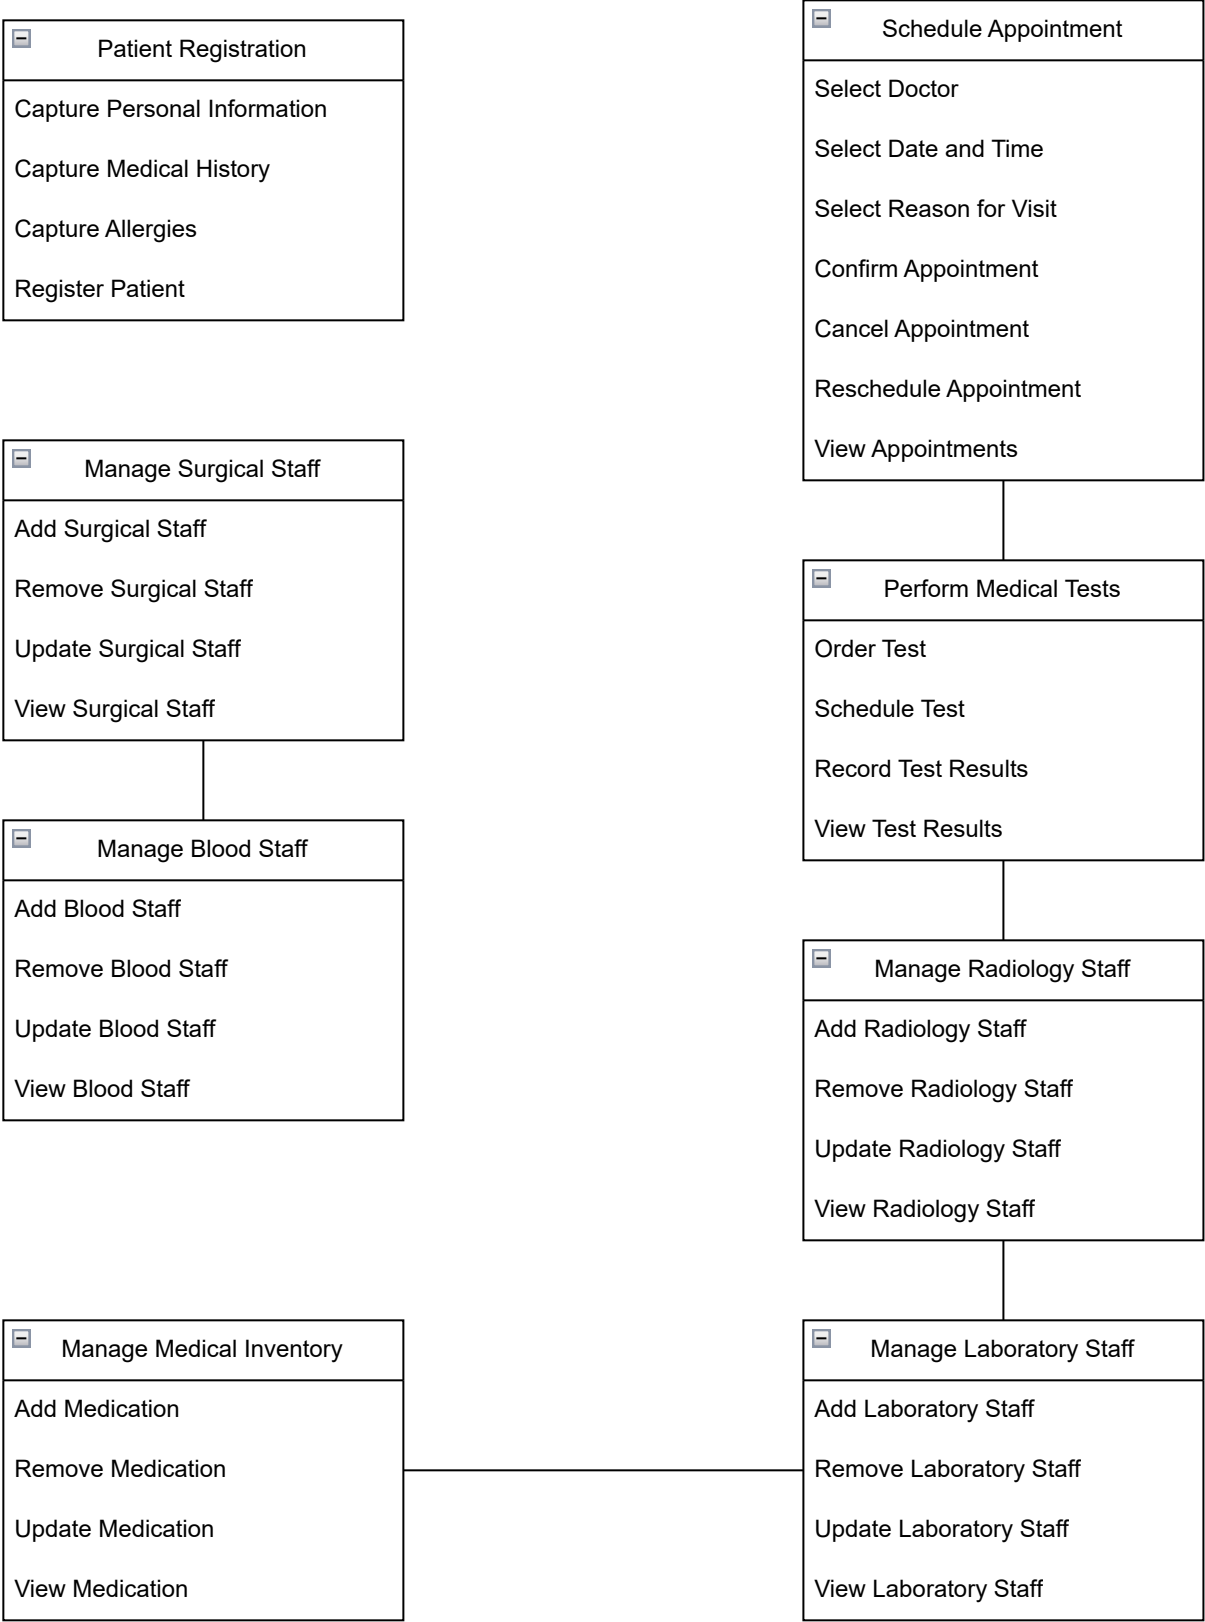 Patient Registration
Capture Personal Information
Capture Medical History
Capture Allergies
Register Patient
Schedule Appointment
Select Doctor
Select Date and Time
Select Reason for Visit
Confirm Appointment
Cancel Appointment
Reschedule Appointment
View Appointments
Manage Surgical Staff
Add Surgical Staff
Remove Surgical Staff
Update Surgical Staff
View Surgical Staff
Perform Medical Tests
Order Test
Schedule Test
Record Test Results
View Test Results
Manage Blood Staff
Add Blood Staff
Remove Blood Staff
Update Blood Staff
View Blood Staff
Manage Radiology Staff
Add Radiology Staff
Remove Radiology Staff
Update Radiology Staff
View Radiology Staff
Manage Medical Inventory
Add Medication
Remove Medication
Update Medication
View Medication
Manage Laboratory Staff
Add Laboratory Staff
Remove Laboratory Staff
Update Laboratory Staff
View Laboratory Staff